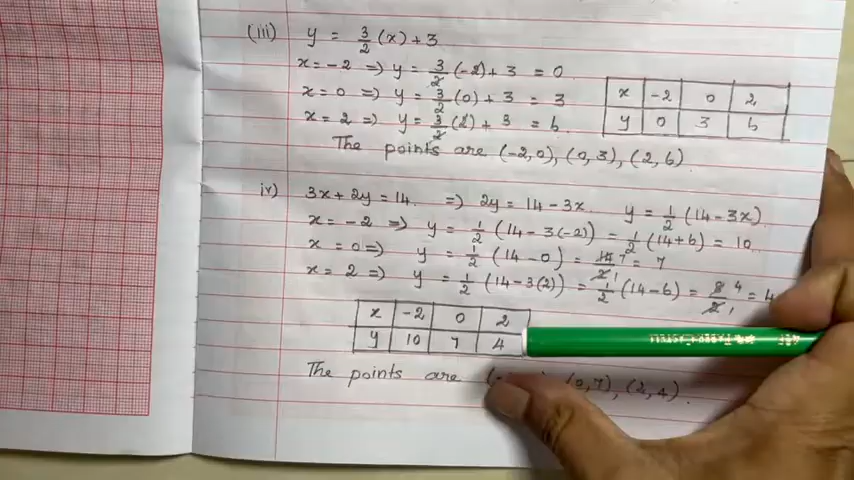 (iii) y = 3/2 (x) + 3
x = -2 => y = 3/2 (-2) + 3 = 0
x = 0 => y = 3/2 (0) + 3 = 3
x = 2 => y = 3/2 (2) + 3 = 6
x -2 0 2
y 0 3 6
The points are (-2,0), (0,3), (2,6)
iv) 3x + 2y = 14. => 2y = 14 - 3x. y = 1/2 (14 - 3x)
x = -2 => y = 1/2 (14 - 3(-2)) = 1/2 (14 + 6) = 10
x = 0 => y = 1/2 (14 - 0) = 14/2 7/1 = 7
x = 2 => y = 1/2 (14 - 3(2)) = 1/2 (14 - 6) = 8/2 4/1 = 4
x -2 0 2
y 10 7 4
The points are (0,7), (2,4).